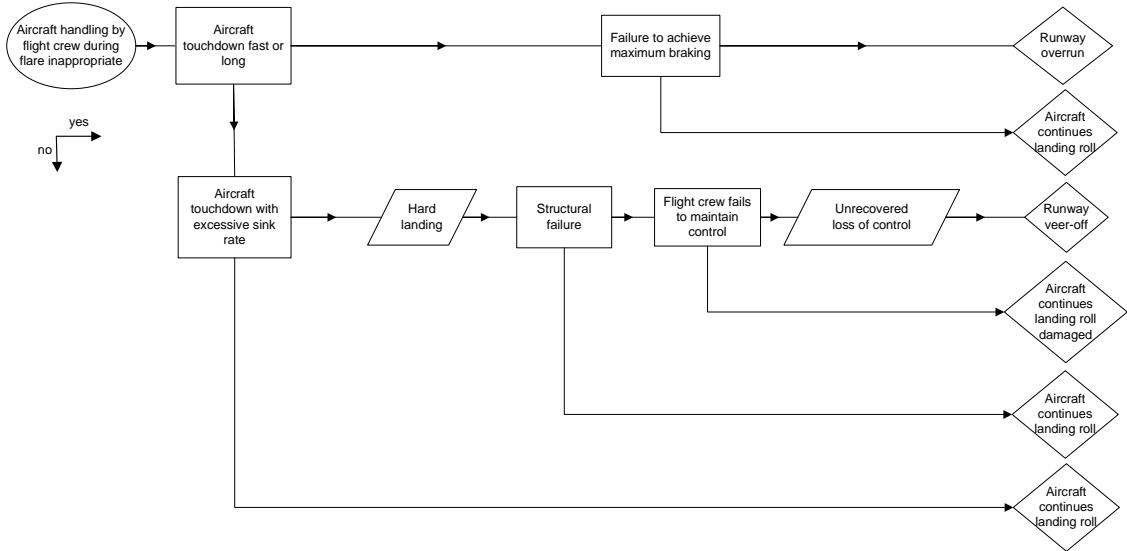 Aircraft handling by
flight crew during
flare inappropriate
Aircraft
touchdown fast or
long
Failure to achieve
maximum braking
Runway
overrun
Aircraft
continues
landing roll
yes
no
Aircraft
touchdown with
excessive sink
rate
Hard
landing
Structural
failure
Flight crew fails
to maintain
control
Unrecovered
loss of control
Runway
veer-off
Aircraft
continues
landing roll
damaged
Aircraft
continues
landing roll
Aircraft
continues
landing roll